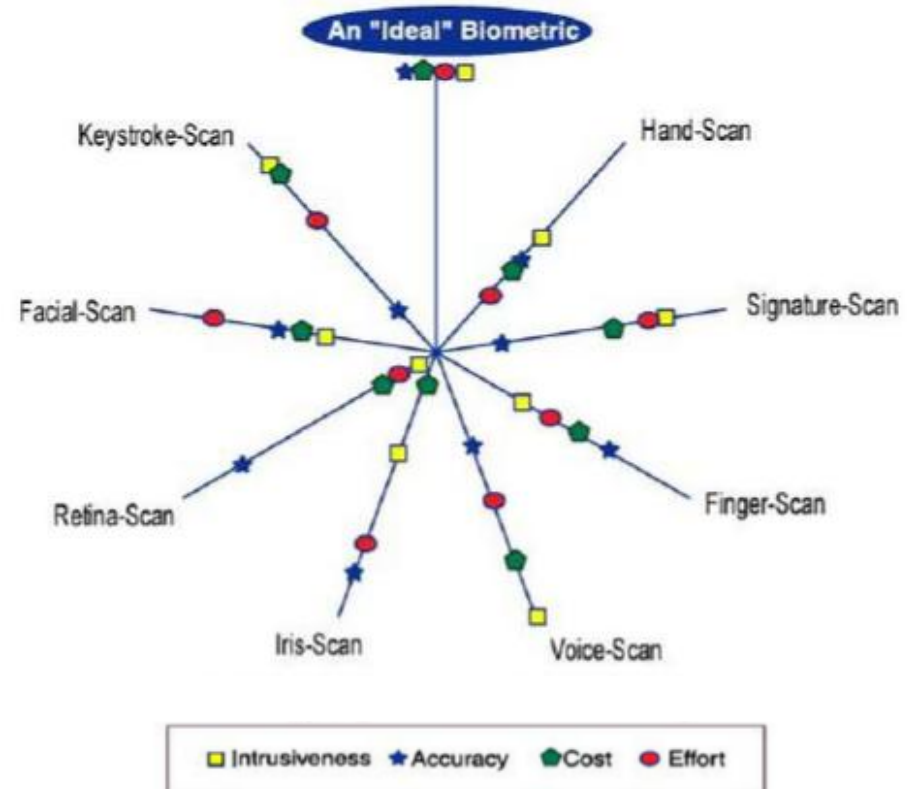 An "Ideal" Biometric
Keystroke-Scan
Hand-Scan
Facial-Scan
Signature-Scan
Retina-Scan
Finger-Scan
Iris-Scan
Voice-Scan
Intrusiveness Accuracy Cost Effort